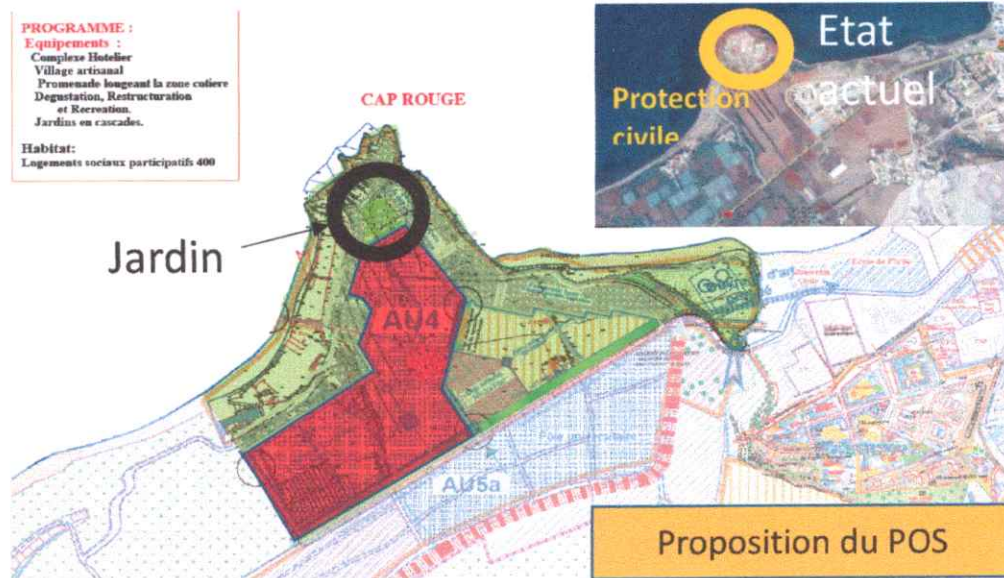 PROGRAMME :
Equipements :
Complexe Hotelier
Village artisanal
Promenade longeant la zone cotiere
Degustation, Restructuration
et Recreation.
Jardins en cascades.
Habitat:
Logements sociaux participatifs 400
CAP ROUGE
Etat
actuel
Protection
civile
Jardin
AU4
AU5a
Proposition du POS